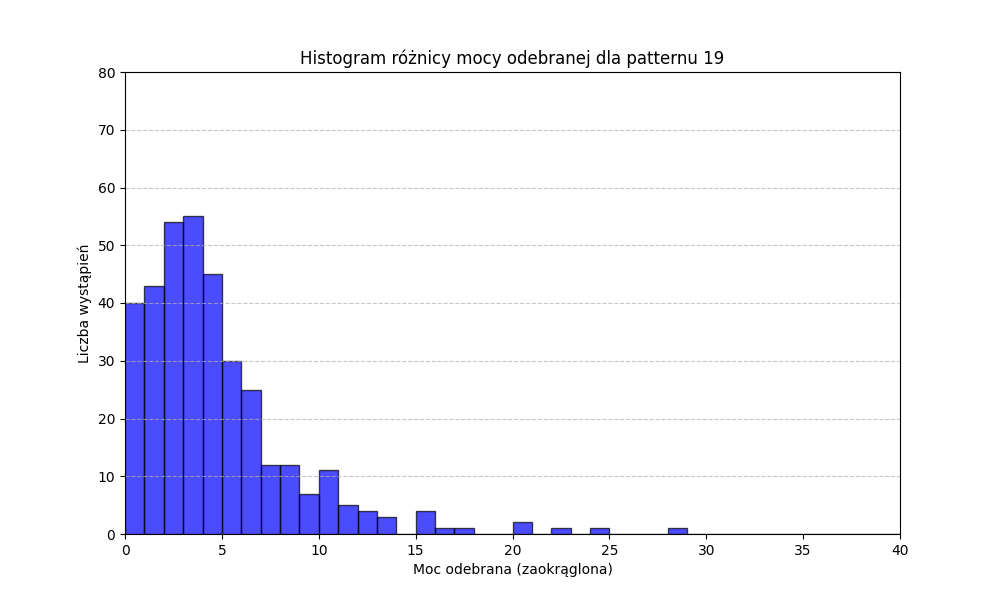 Histogram różnicy mocy odebranej dla patternu 19
80
70
60
50
40
30
20
10
0
Liczba wystąpień
0 5 10 15 20 25 30 35 40
Moc odebrana (zaokrąglona)